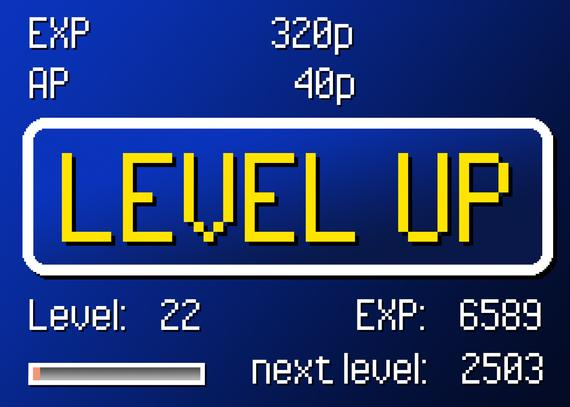 EXP 320p
AP 40p
LEVEL UP
Level: 22 EXP: 6589
next level: 2503